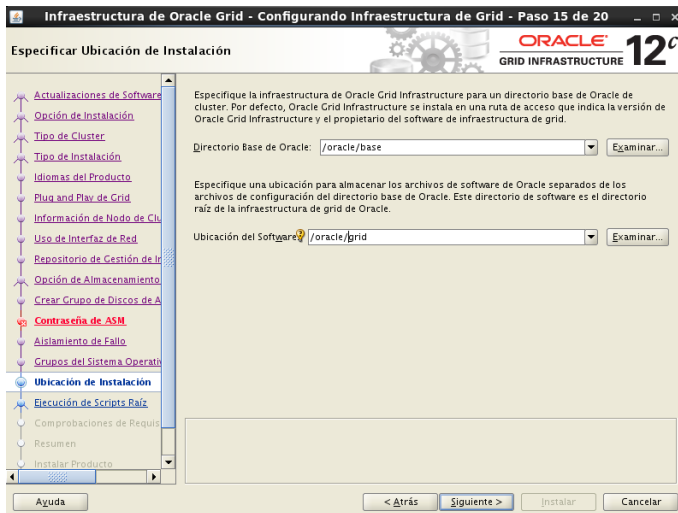 Infraestructura de Oracle Grid - Configurando Infraestructura de Grid - Paso 15 de 20
Especificar Ubicación de Instalación
ORACLE
GRID INFRASTRUCTURE
12c
Actualizaciones de Software
Opción de Instalación
Tipo de Cluster
Tipo de Instalación
Idiomas del Producto
Plug and Play de Grid
Información de Nodo de Clu
Uso de Interfaz de Red
Repositorio de Gestión de In
Opción de Almacenamiento
Crear Grupo de Discos de A
Contraseña de ASM
Aislamiento de Fallo
Grupos del Sistema Operativ
Ubicación de Instalación
Ejecución de Scripts Raíz
Comprobaciones de Requis
Resumen
Instalar Producto
Especifique la infraestructura de Oracle Grid Infrastructure para un directorio base de Oracle de
cluster. Por defecto, Oracle Grid Infrastructure se instala en una ruta de acceso que indica la versión de
Oracle Grid Infrastructure y el propietario del software de infraestructura de grid.
Directorio Base de Oracle: /oracle/base Examinar...
Especifique una ubicación para almacenar los archivos de software de Oracle separados de los
archivos de configuración del directorio base de Oracle. Este directorio de software es el directorio
raíz de la infraestructura de grid de Oracle.
Ubicación del Software /oracle/grid Examinar...
Ayuda < Atrás Siguiente > Instalar Cancelar